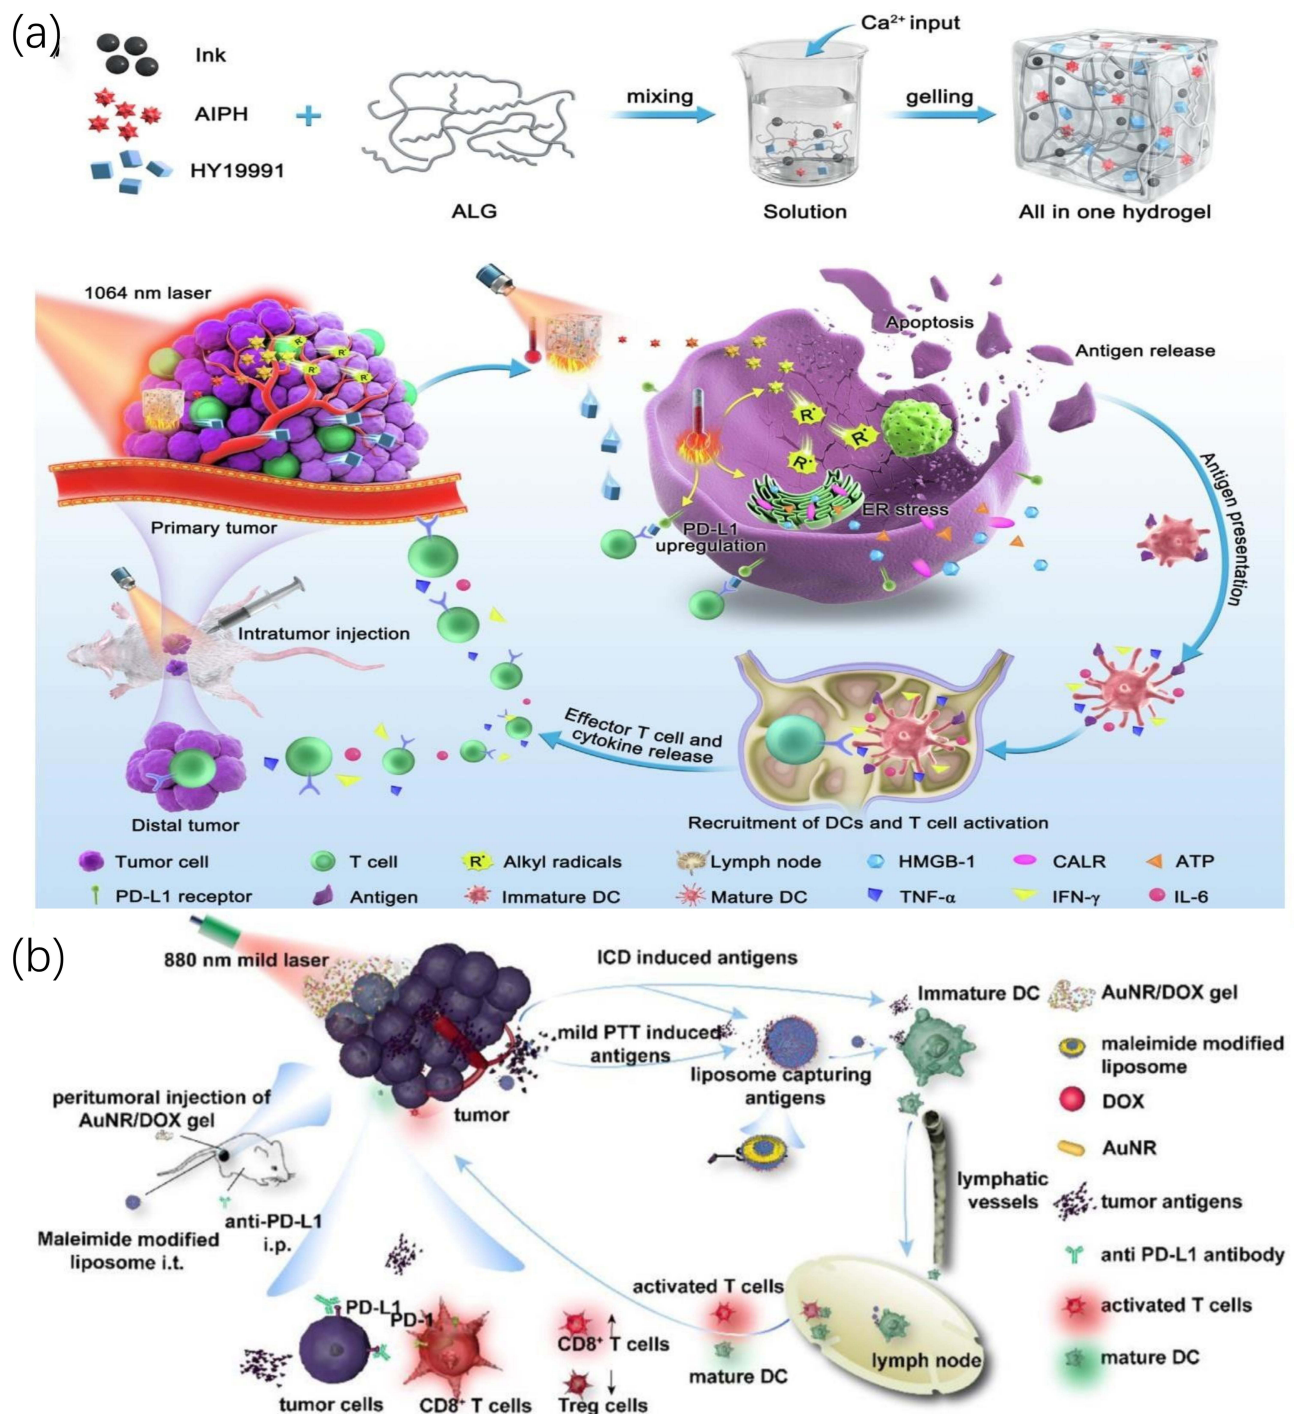 (a)
Ink
AIPH
HY19991
ALG
mixing
Ca²⁺ input
Solution
gelling
All in one hydrogel
1064 nm laser
Primary tumor
Intratumor injection
Distal tumor
Apoptosis
Antigen release
R•
R•
R•
R•
R•
R•
R•
ER stress
PD-L1
upregulation
Antigen presentation
Effector T cell and
cytokine release
Recruitment of DCs and T cell activation
Tumor cell
T cell
R• Alkyl radicals
Lymph node
HMGB-1
CALR
ATP
PD-L1 receptor
Antigen
Immature DC
Mature DC
TNF-α
IFN-γ
IL-6
(b)
880 nm mild laser
ICD induced antigens
mild PTT induced
antigens
liposome capturing
antigens
Immature DC
tumor
peritumoral injection of
AuNR/DOX gel
anti-PD-L1
i.p.
Maleimide modified
liposome i.t.
PD-L1
PD-1
tumor cells
CD8⁺ T cells
CD8⁺ T cells
Treg cells
activated T cells
mature DC
lymph node
lymphatic
vessels
AuNR/DOX gel
maleimide modified
liposome
DOX
AuNR
tumor antigens
anti PD-L1 antibody
activated T cells
mature DC